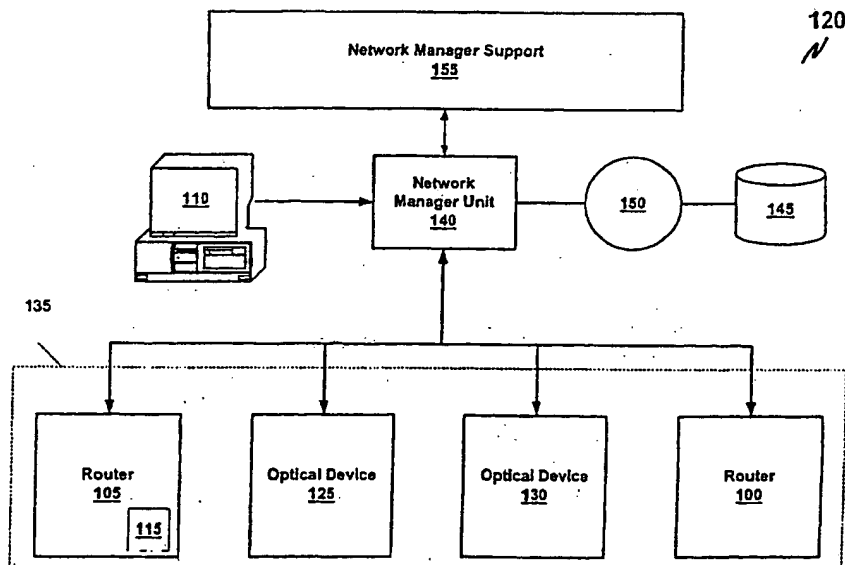 120
Network Manager Support
155
110
Network
Manager Unit
140
150
145
135
Router
105
115
Optical Device
125
Optical Device
130
Router
100